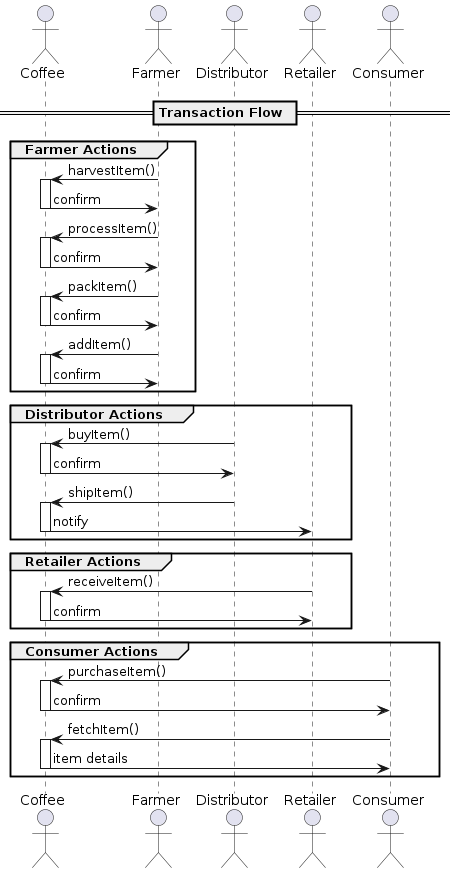 Coffee Farmer Distributor Retailer Consumer
Transaction Flow
Farmer Actions
harvestItem()
confirm
processItem()
confirm
packItem()
confirm
addItem()
confirm
Distributor Actions
buyItem()
confirm
shipItem()
notify
Retailer Actions
receiveItem()
confirm
Consumer Actions
purchaseItem()
confirm
fetchItem()
item details
Coffee Farmer Distributor Retailer Consumer